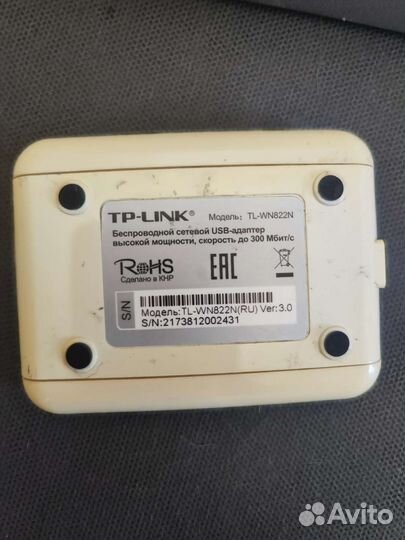 TP-LINK® Модель: TL-WN822N
Беспроводной сетевой USB-адаптер
высокой мощности, скорость до 300 Мбит/с
RoHS
Сделано в КНР
EAC
S/N
Модель:TL-WN822N(RU) Ver:3.0
S/N:2173812002431
Avito